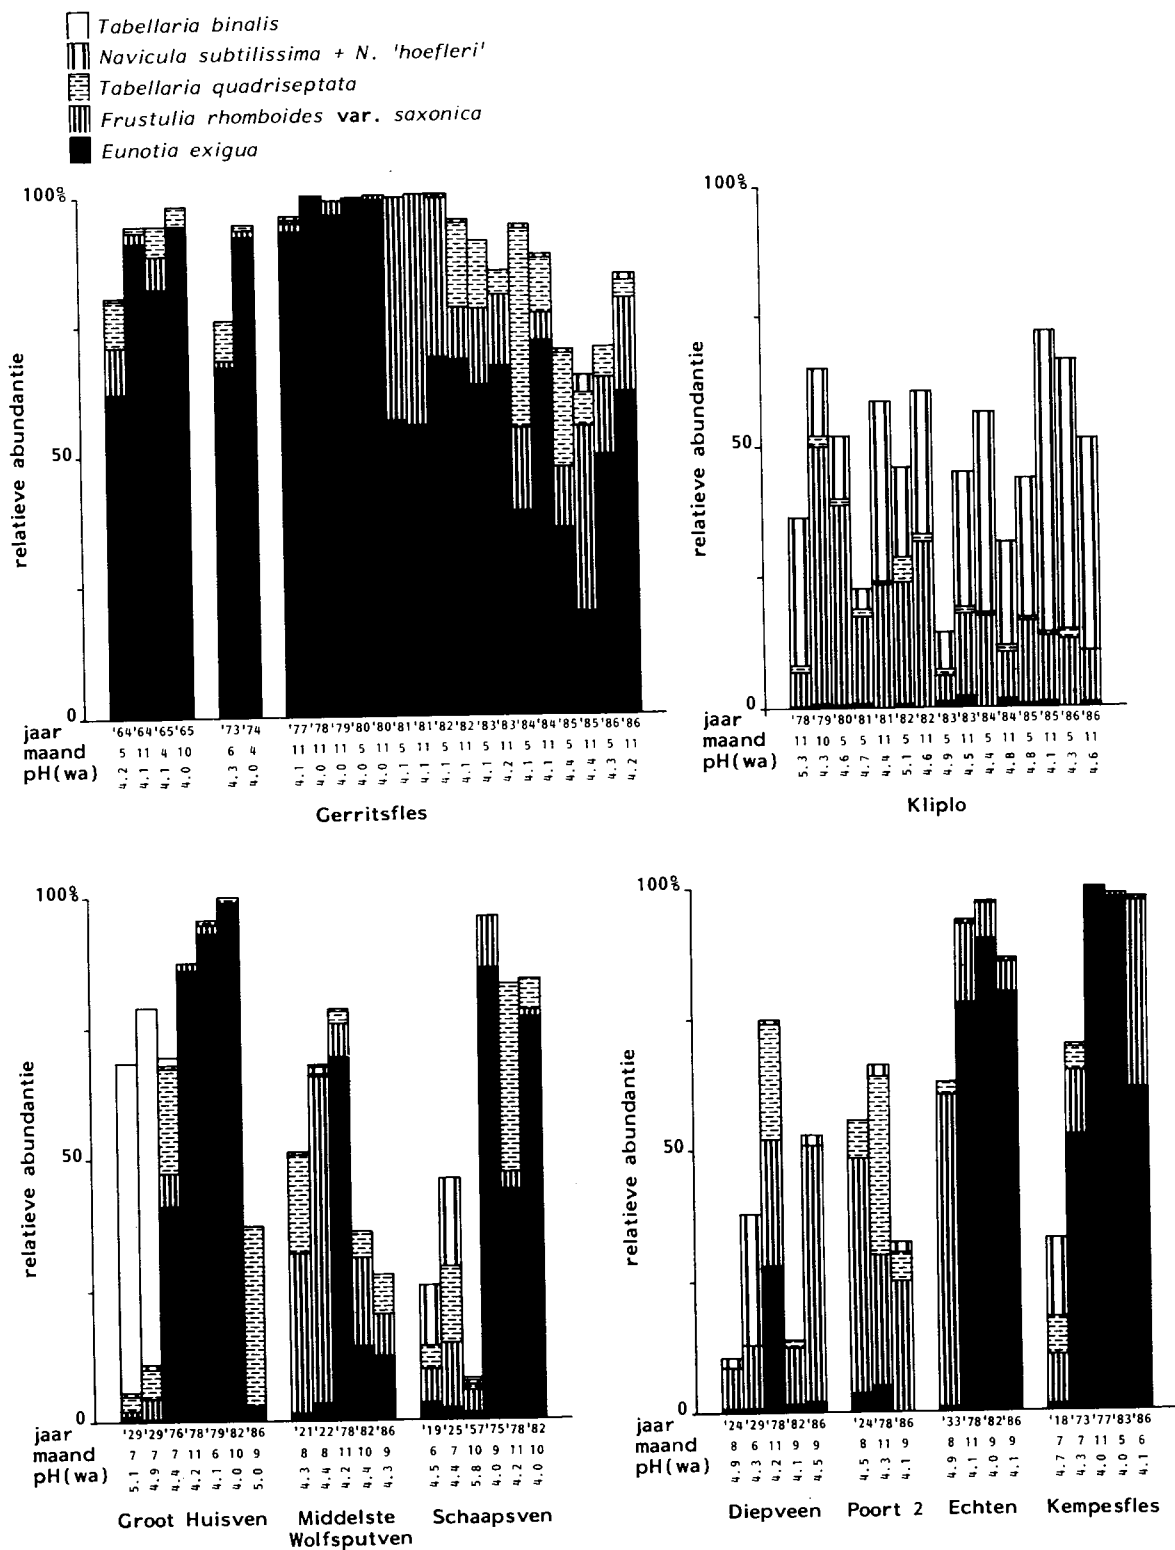 Tabellaria binalis
Navicula subtilissima + N. 'hoefleri'
Tabellaria quadriseptata
Frustulia rhomboides var. saxonica
Eunotia exigua
100%
50
0
relatieve abundantie
jaar '64 '64 '65 '65 '73 '74 '77 '78 '79 '80 '80 '81 '81 '82 '82 '83 '83 '84 '84 '85 '85 '86 '86
maand 5 11 4 10 6 4 11 11 11 5 11 5 11 5 11 5 11 5 11 5 11 5 11
pH(wa) 4.2 4.1 4.1 4.0 4.3 4.0 4.1 4.0 4.0 4.0 4.0 4.1 4.1 4.1 4.1 4.1 4.2 4.1 4.1 4.4 4.4 4.3 4.2
Gerritsfles
100%
50
0
relatieve abundantie
jaar '78 '79 '80 '81 '81 '82 '82 '83 '83 '84 '84 '85 '85 '86 '86
maand 11 10 5 5 11 5 11 5 11 5 11 5 11 5 11
pH(wa) 5.3 4.3 4.6 4.7 4.4 5.1 4.6 4.9 4.5 4.4 4.8 4.8 4.1 4.3 4.6
Kliplo
100%
50
0
relatieve abundantie
jaar '29 '29 '76 '78 '79 '82 '86 '21 '22 '78 '82 '86 '19 '25 '57 '75 '78 '82
maand 7 7 7 11 6 10 9 8 8 11 10 9 6 7 10 9 11 10
pH(wa) 5.1 4.9 4.4 4.2 4.1 4.0 5.0 4.3 4.4 4.2 4.4 4.3 4.5 4.4 5.8 4.0 4.2 4.0
Groot Huisven
Middelste
Wolfsputven
Schaapsven
100%
50
0
relatieve abundantie
jaar '24 '29 '78 '82 '86 '24 '78 '86 '33 '78 '82 '86 '18 '73 '77 '83 '86
maand 8 6 11 9 9 8 11 9 8 11 9 9 7 7 11 5 6
pH(wa) 4.9 4.3 4.2 4.1 4.5 4.5 4.3 4.1 4.9 4.1 4.0 4.1 4.7 4.3 4.0 4.0 4.1
Diepveen
Poort 2
Echten
Kempesfles